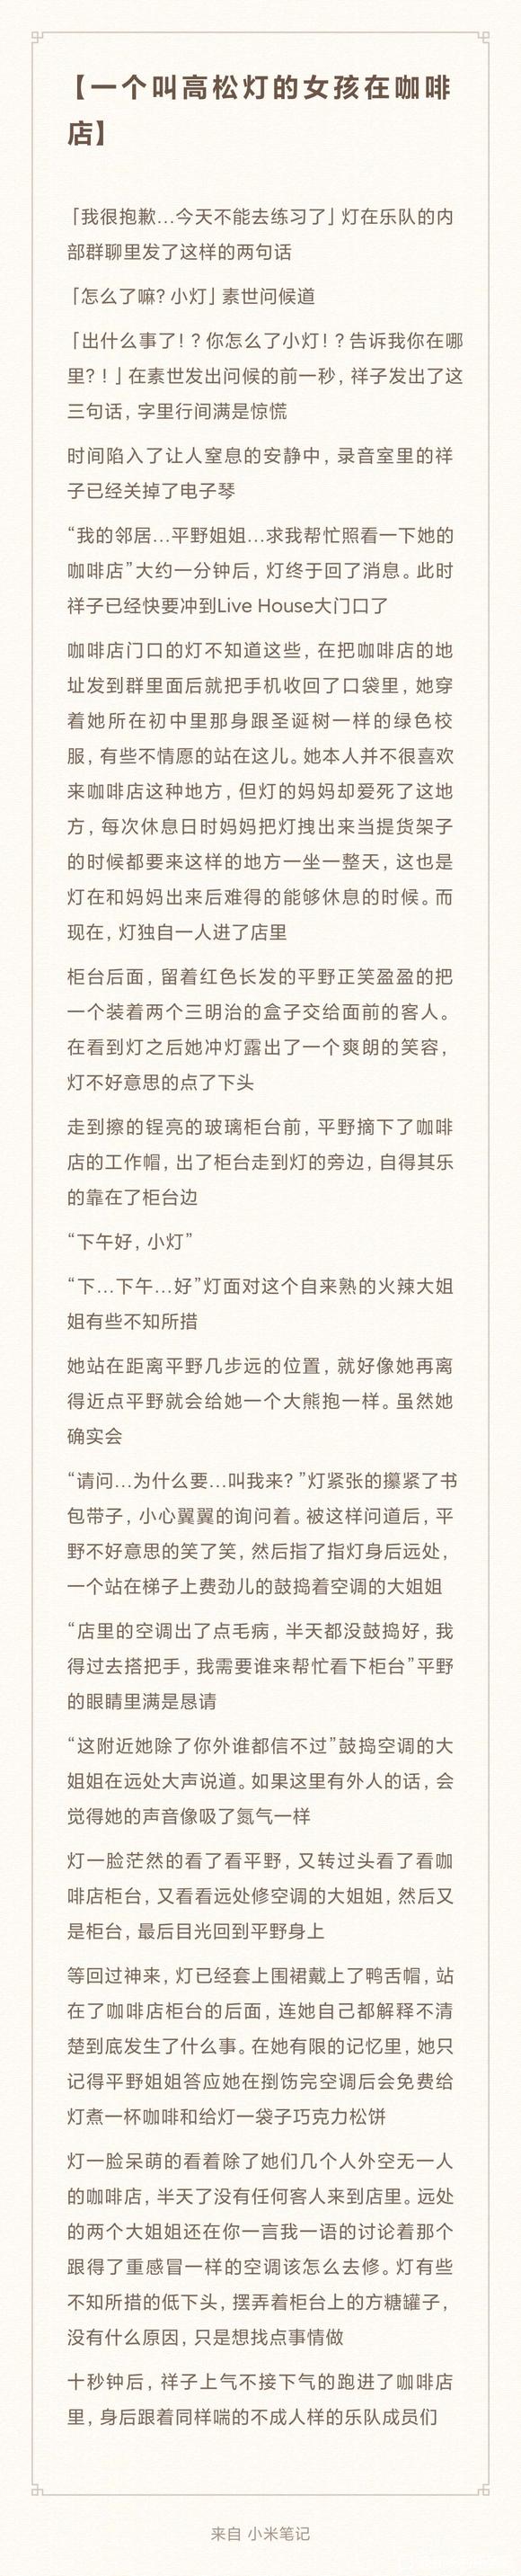 【一个叫高松灯的女孩在咖啡
店】
「我很抱歉...今天不能去练习了」灯在乐队的内
部群聊里发了这样的两句话
「怎么了嘛？小灯」素世问候道
「出什么事了！？你怎么了小灯！？告诉我你在哪
里？！」在素世发出问候的前一秒，祥子发出了这
三句话，字里行间满是惊慌
时间陷入了让人窒息的安静中，录音室里的祥
子已经关掉了电子琴
“我的邻居...平野姐姐...求我帮忙照看一下她的
咖啡店”大约一分钟后，灯终于回了消息。此时
祥子已经快要冲到Live House大门口了
咖啡店门口的灯不知道这些，在把咖啡店的地
址发到群里面后就把手机收回了口袋里，她穿
着她所在初中里那身跟圣诞树一样的绿色校
服，有些不情愿的站在这儿。她本人并不很喜欢
来咖啡店这种地方，但灯的妈妈却爱死了这地
方，每次休息日时妈妈把灯拽出来当提货架子
的时候都要来这样的地方一坐一整天，这也是
灯在和妈妈出来后难得的能够休息的时候。而
现在，灯独自一人进了店里
柜台后面，留着红色长发的平野正笑盈盈的把
一个装着两个三明治的盒子交给面前的客人。
在看到灯之后她冲灯露出了一个爽朗的笑容，
灯不好意思的点了下头
走到擦的锃亮的玻璃柜台前，平野摘下了咖啡
店的工作帽，出了柜台走到灯的旁边，自得其乐
的靠在了柜台边
“下午好，小灯”
“下...下午...好”灯面对这个自来熟的火辣大姐
姐有些不知所措
她站在距离平野几步远的位置，就好像她再离
得近点平野就会给她一个大熊抱一样。虽然她
确实会
“请问...为什么要...叫我来？”灯紧张的攥紧了书
包带子，小心翼翼的询问着。被这样问道后，平
野不好意思的笑了笑，然后指了指灯身后远处，
一个站在梯子上费劲儿的鼓捣着空调的大姐姐
“店里的空调出了点毛病，半天都没鼓捣好，我
得过去搭把手，我需要谁来帮忙看下柜台”平野
的眼睛里满是恳请
“这附近她除了你外谁都信不过”鼓捣空调的大
姐姐在远处大声说道。如果这里有外人的话，会
觉得她的声音像吸了氮气一样
灯一脸茫然的看了看平野，又转过头看了看咖
啡店柜台，又看看远处修空调的大姐姐，然后又
是柜台，最后目光回到平野身上
等回过神来，灯已经套上围裙戴上了鸭舌帽，站
在了咖啡店柜台的后面，连她自己都解释不清
楚到底发生了什么事。在她有限的记忆里，她只
记得平野姐姐答应她在捯饬完空调后会免费给
灯煮一杯咖啡和给灯一袋子巧克力松饼
灯一脸呆萌的看着除了她们几个人外空无一人
的咖啡店，半天了没有任何客人来到店里。远处
的两个大姐姐还在你一言我一语的讨论着那个
跟得了重感冒一样的空调该怎么去修。灯有些
不知所措的低下头，摆弄着柜台上的方糖罐子，
没有什么原因，只是想找点事情做
十秒钟后，祥子上气不接下气的跑进了咖啡店
里，身后跟着同样喘的不成人样的乐队成员们
来自 小米笔记